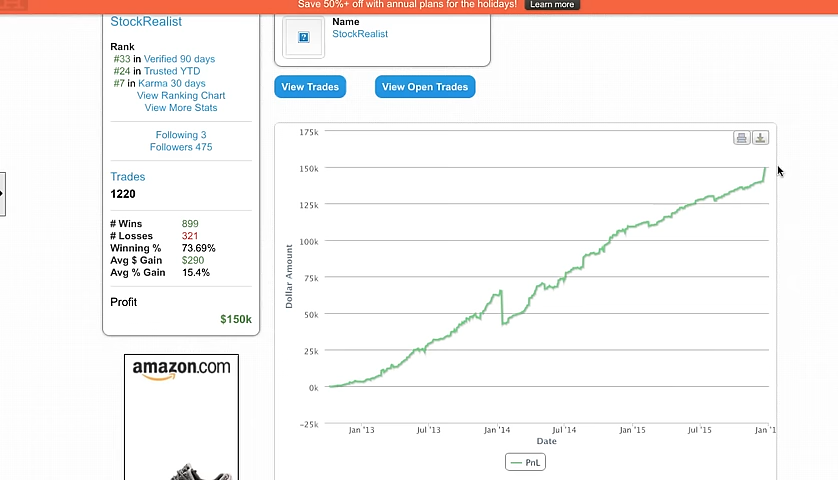 Save 50%+ off with annual plans for the holidays! Learn more
StockRealist
Rank
#33 in Verified 90 days
#24 in Trusted YTD
#7 in Karma 30 days
View Ranking Chart
View More Stats
Following 3
Followers 475
Trades
1220
# Wins 899
# Losses 321
Winning % 73.69%
Avg $ Gain $290
Avg % Gain 15.4%
Profit
$150k
amazon.com
Name
StockRealist
View Trades
View Open Trades
175k
150k
125k
100k
75k
50k
25k
0k
-25k
Dollar Amount
Jan '13 Jul '13 Jan '14 Jul '14 Jan '15 Jul '15 Jan '1
Date
PnL